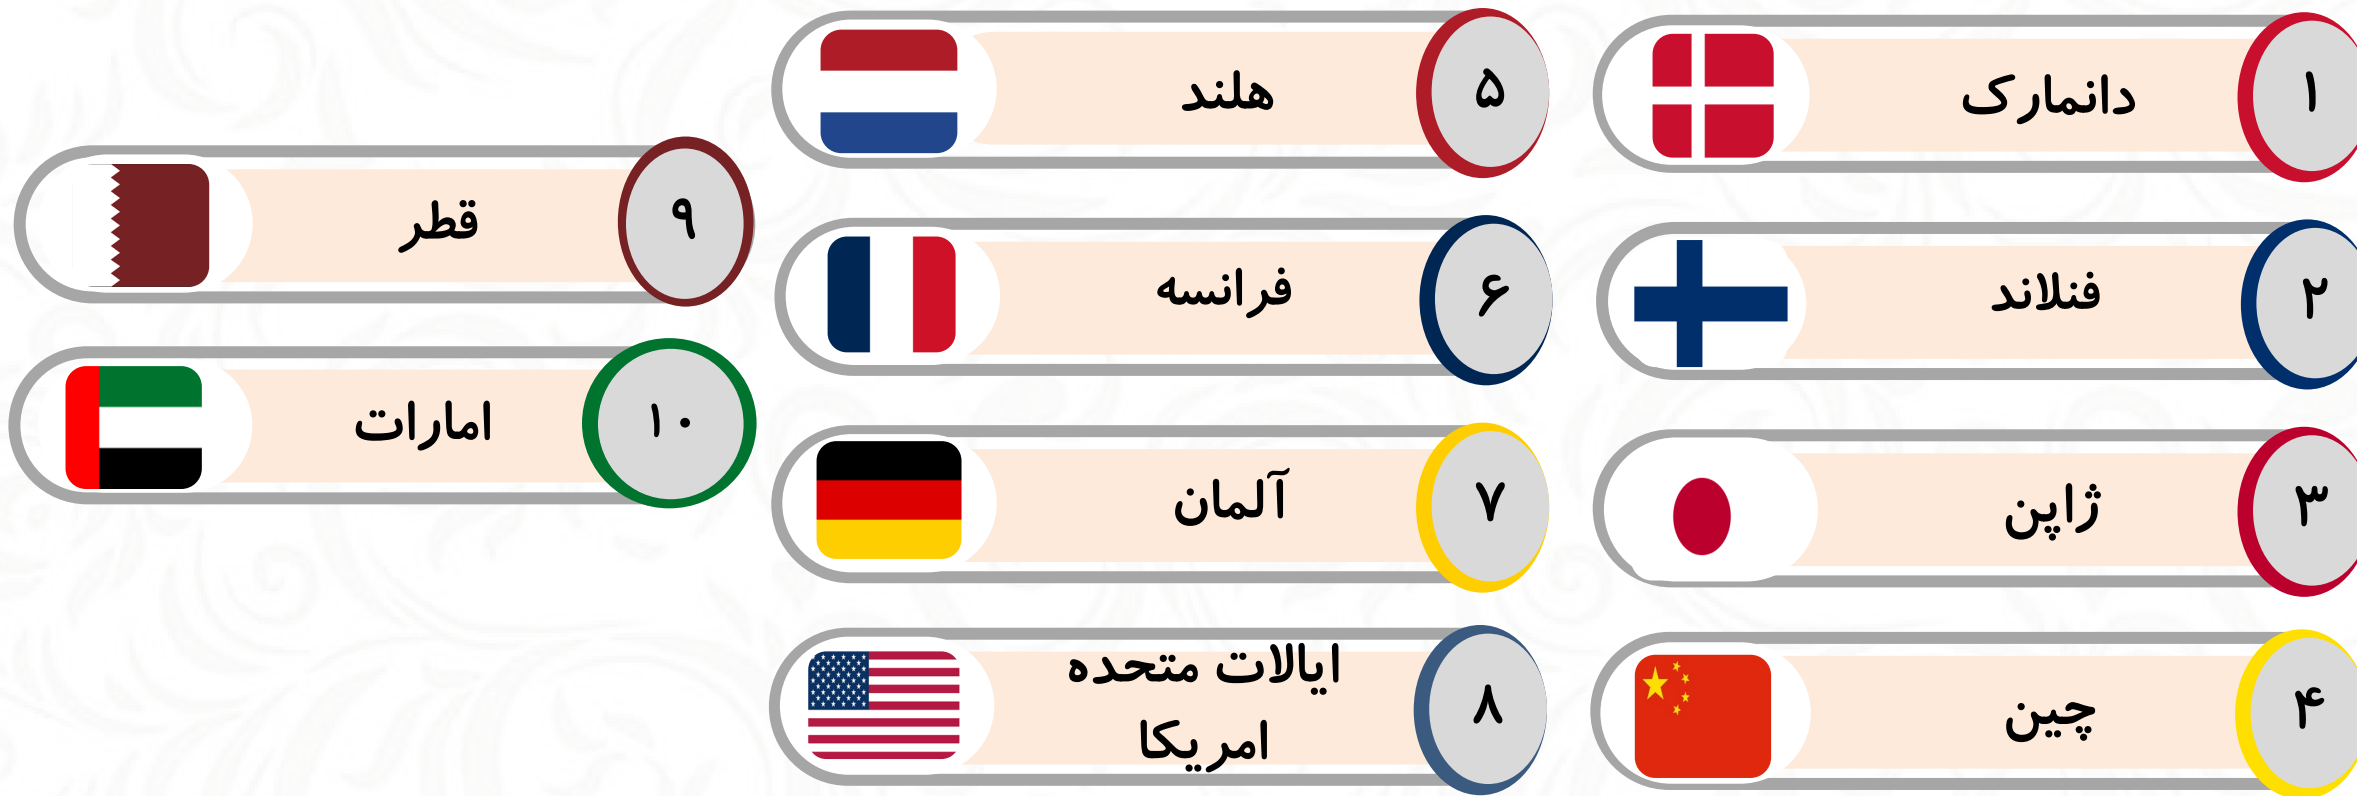 ۱
دانمارک
۲
فنلاند
۳
ژاپن
۴
چین
۵
هلند
۶
فرانسه
۷
آلمان
۸
ایالات متحده
امریکا
۹
قطر
۱۰
امارات